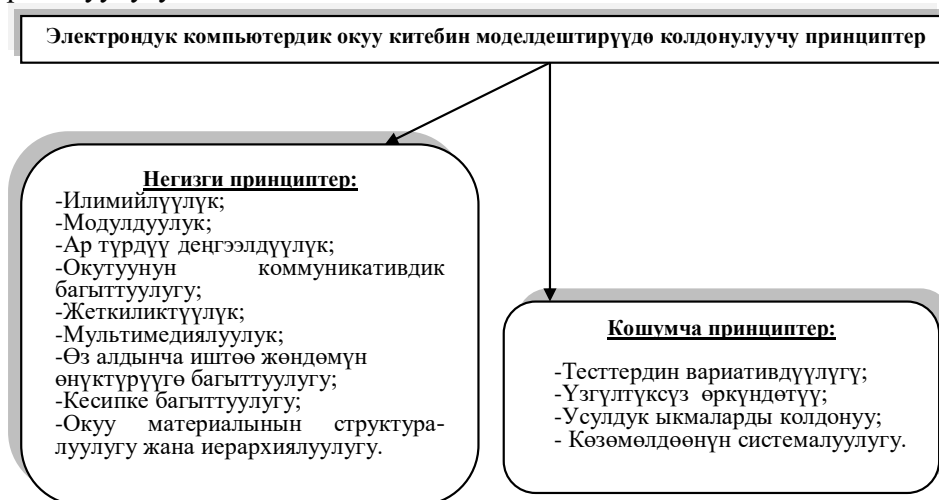 Электрондук компьютердик окуу китебин моделдештирүүдө колдонулуучу принциптер
Негизги принциптер:
-Илимийлүүлүк;
-Модулдуулук;
-Ар түрдүү деңгээлдүүлүк;
-Окутуунун коммуникативдик
багыттуулугу;
-Жеткиликтүүлүк;
-Мультимедиялуулук;
-Өз алдынча иштөө жөндөмүн
өнүктүрүүгө багыттуулугу;
-Кесипке багыттуулугу;
-Окуу материалынын структура-
луулугу жана иерархиялуулугу.
Кошумча принциптер:
-Тесттердин вариативдүүлүгү;
-Үзгүлтүксүз өркүндөтүү;
-Усулдук ыкмаларды колдонуу;
- Көзөмөлдөөнүн системалуулугу.